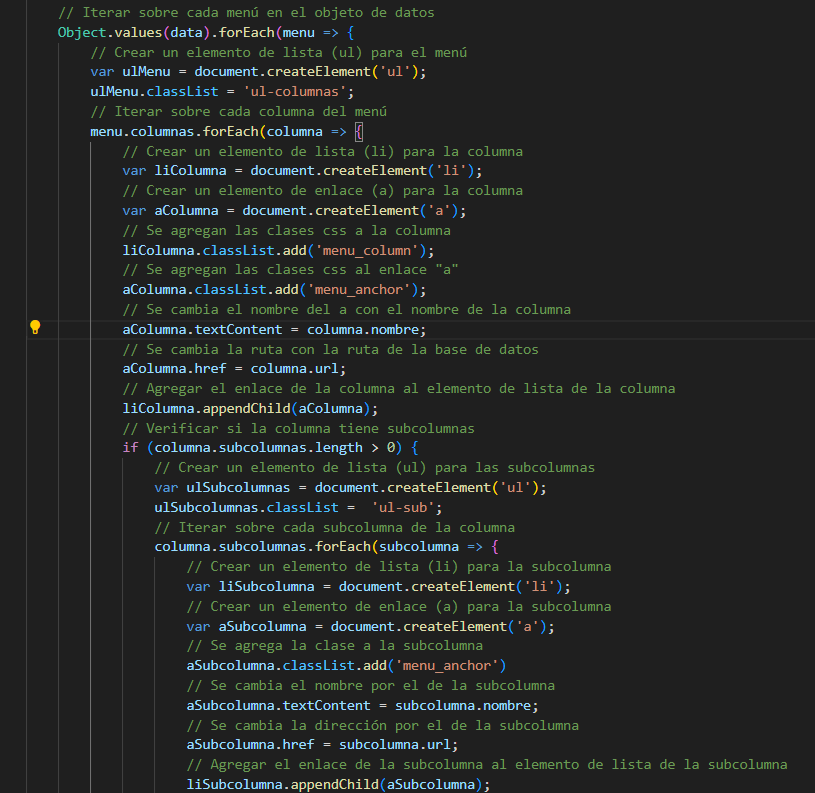 // Iterar sobre cada menú en el objeto de datos
Object.values(data).forEach(menu => {
// Crear un elemento de lista (ul) para el menú
var ulMenu = document.createElement('ul');
ulMenu.classList = 'ul-columnas';
// Iterar sobre cada columna del menú
menu.columnas.forEach(columna => {
// Crear un elemento de lista (li) para la columna
var liColumna = document.createElement('li');
// Crear un elemento de enlace (a) para la columna
var aColumna = document.createElement('a');
// Se agregan las clases css a la columna
liColumna.classList.add('menu_column');
// Se agregan las clases css al enlace "a"
aColumna.classList.add('menu_anchor');
// Se cambia el nombre del a con el nombre de la columna
aColumna.textContent = columna.nombre;
// Se cambia la ruta con la ruta de la base de datos
aColumna.href = columna.url;
// Agregar el enlace de la columna al elemento de lista de la columna
liColumna.appendChild(aColumna);
// Verificar si la columna tiene subcolumnas
if (columna.subcolumnas.length > 0) {
// Crear un elemento de lista (ul) para las subcolumnas
var ulSubcolumnas = document.createElement('ul');
ulSubcolumnas.classList =  'ul-sub';
// Iterar sobre cada subcolumna de la columna
columna.subcolumnas.forEach(subcolumna => {
// Crear un elemento de lista (li) para la subcolumna
var liSubcolumna = document.createElement('li');
// Crear un elemento de enlace (a) para la subcolumna
var aSubcolumna = document.createElement('a');
// Se agrega la clase a la subcolumna
aSubcolumna.classList.add('menu_anchor')
// Se cambia el nombre por el de la subcolumna
aSubcolumna.textContent = subcolumna.nombre;
// Se cambia la dirección por el de la subcolumna
aSubcolumna.href = subcolumna.url;
// Agregar el enlace de la subcolumna al elemento de lista de la subcolumna
liSubcolumna.appendChild(aSubcolumna);